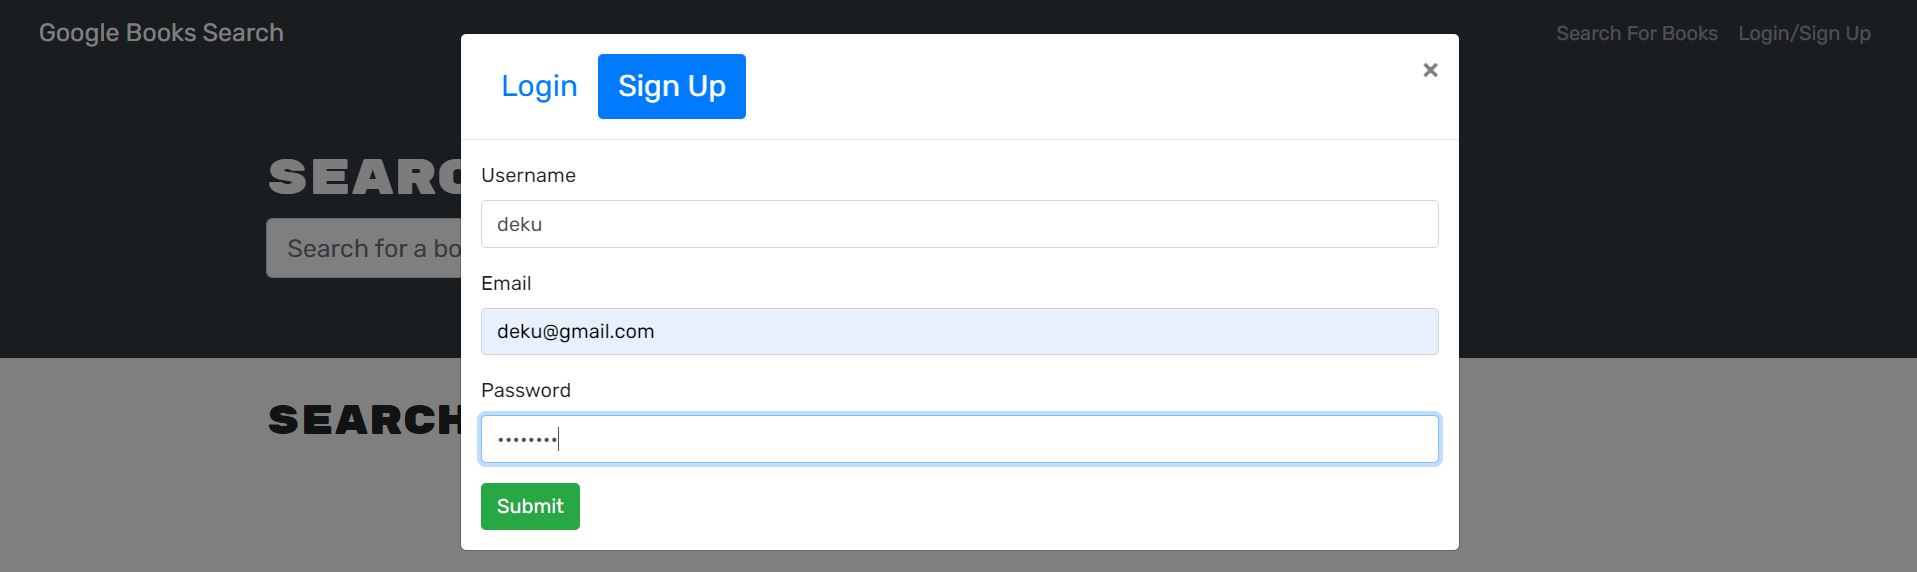 Google Books Search
Search For Books Login/Sign Up
Login Sign Up ×
SEARC
Search for a bo
Username
deku
Email
deku@gmail.com
Password
••••••••
SEARCH
Submit